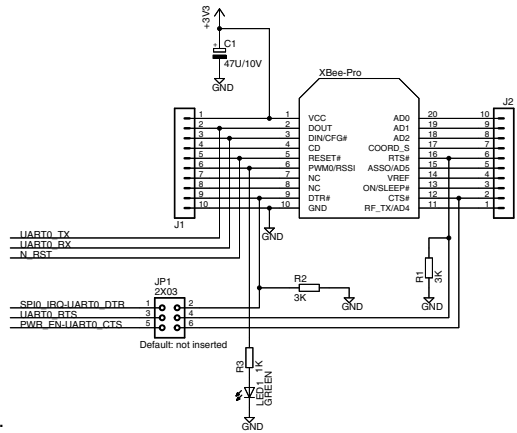 +3V3
C1
+
47U/10V
GND
XBee-Pro
J2
1 1 VCC AD0 20 10
2 2 DOUT AD1 19 9
3 3 DIN/CFG# AD2 18 8
4 4 CD COORD_S 17 7
5 5 RESET# RTS# 16 6
6 6 PWM0/RSSI ASSO/AD5 15 5
7 7 NC VREF 14 4
8 8 NC ON/SLEEP# 13 3
9 9 DTR# CTS# 12 2
10 10 GND RF_TX/AD4 11 1
J1
GND
UART0_TX
UART0_RX
N_RST
R2
3K
GND
R1
3K
GND
JP1
2X03
SPI0_IRQ-UART0_DTR 1 2
UART0_RTS 3 4
PWR_EN-UART0_CTS 5 6
Default: not inserted
R3
1K
LED1
GREEN
GND
.